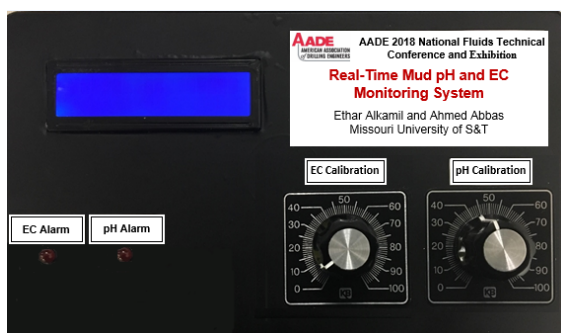 AADE
AMERICAN ASSOCIATION
of DRILLING ENGINEERS
AADE 2018 National Fluids Technical
Conference and Exhibition
Real-Time Mud pH and EC
Monitoring System
Ethar Alkamil and Ahmed Abbas
Missouri University of S&T
EC Calibration
pH Calibration
EC Alarm
pH Alarm
0 10 20 30 40 50 60 70 80 90 100
0 10 20 30 40 50 60 70 80 90 100